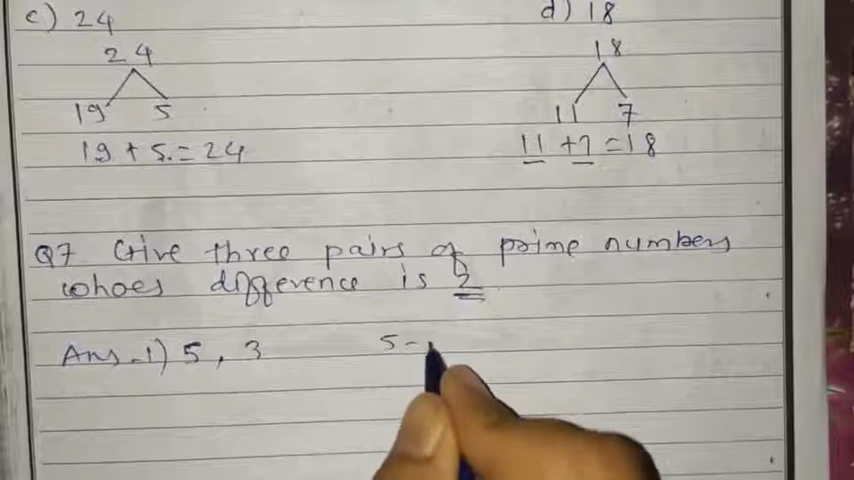 c) 24 d) 18
24 18
19 5 11 7
19 + 5 = 24 11 + 7 = 18
Q7 Give three pairs of prime numbers
whoes difference is 2
Ans - 1) 5 , 3 5 -